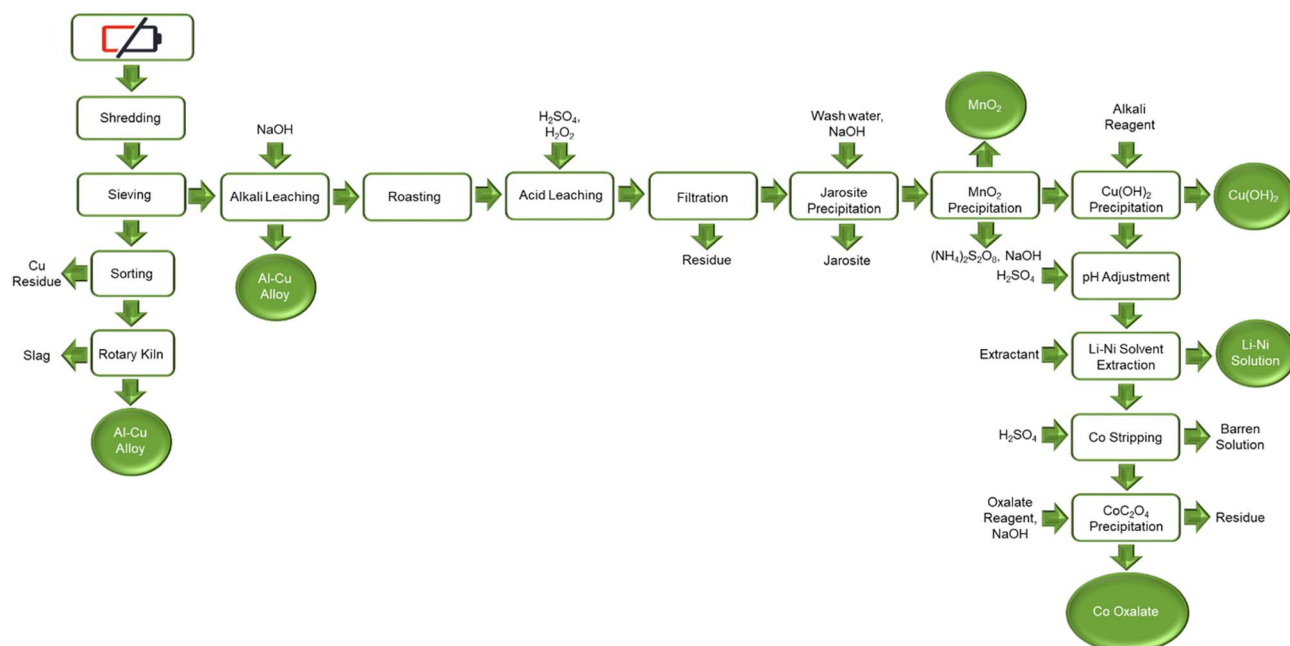 Shredding
Sieving
Sorting
Cu
Residue
Rotary Kiln
Slag
Al-Cu
Alloy
NaOH
Alkali Leaching
Al-Cu
Alloy
Roasting
H₂SO₄,
H₂O₂
Acid Leaching
Filtration
Residue
Wash water,
NaOH
Jarosite
Precipitation
Jarosite
MnO₂
MnO₂
Precipitation
(NH₄)₂S₂O₈, NaOH
Alkali
Reagent
Cu(OH)₂
Precipitation
Cu(OH)₂
H₂SO₄
pH Adjustment
Extractant
Li-Ni Solvent
Extraction
Li-Ni
Solution
H₂SO₄
Co Stripping
Barren
Solution
Oxalate
Reagent,
NaOH
CoC₂O₄
Precipitation
Residue
Co Oxalate